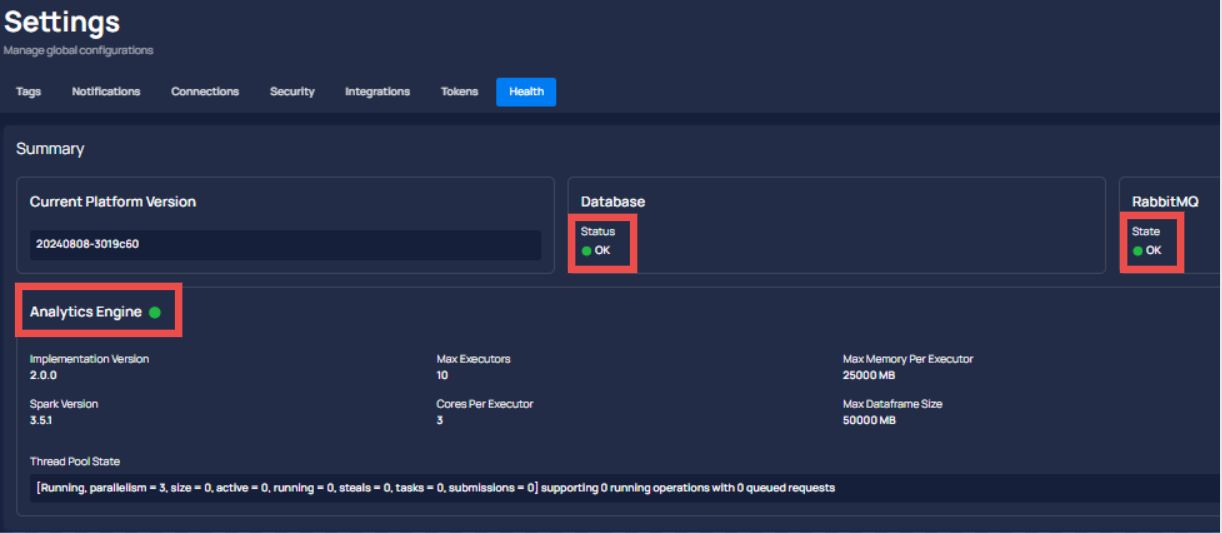 Settings
Manage global configurations
Tags Notifications Connections Security Integrations Tokens Health
Summary
Current Platform Version
20240808-3019c60
Database
Status
OK
RabbitMQ
State
OK
Analytics Engine
Implementation Version
2.0.0
Max Executors
10
Max Memory Per Executor
25000 MB
Spark Version
3.5.1
Cores Per Executor
3
Max Dataframe Size
50000 MB
Thread Pool State
[Running, parallelism = 3, size = 0, active = 0, running = 0, steals = 0, tasks = 0, submissions = 0] supporting 0 running operations with 0 queued requests